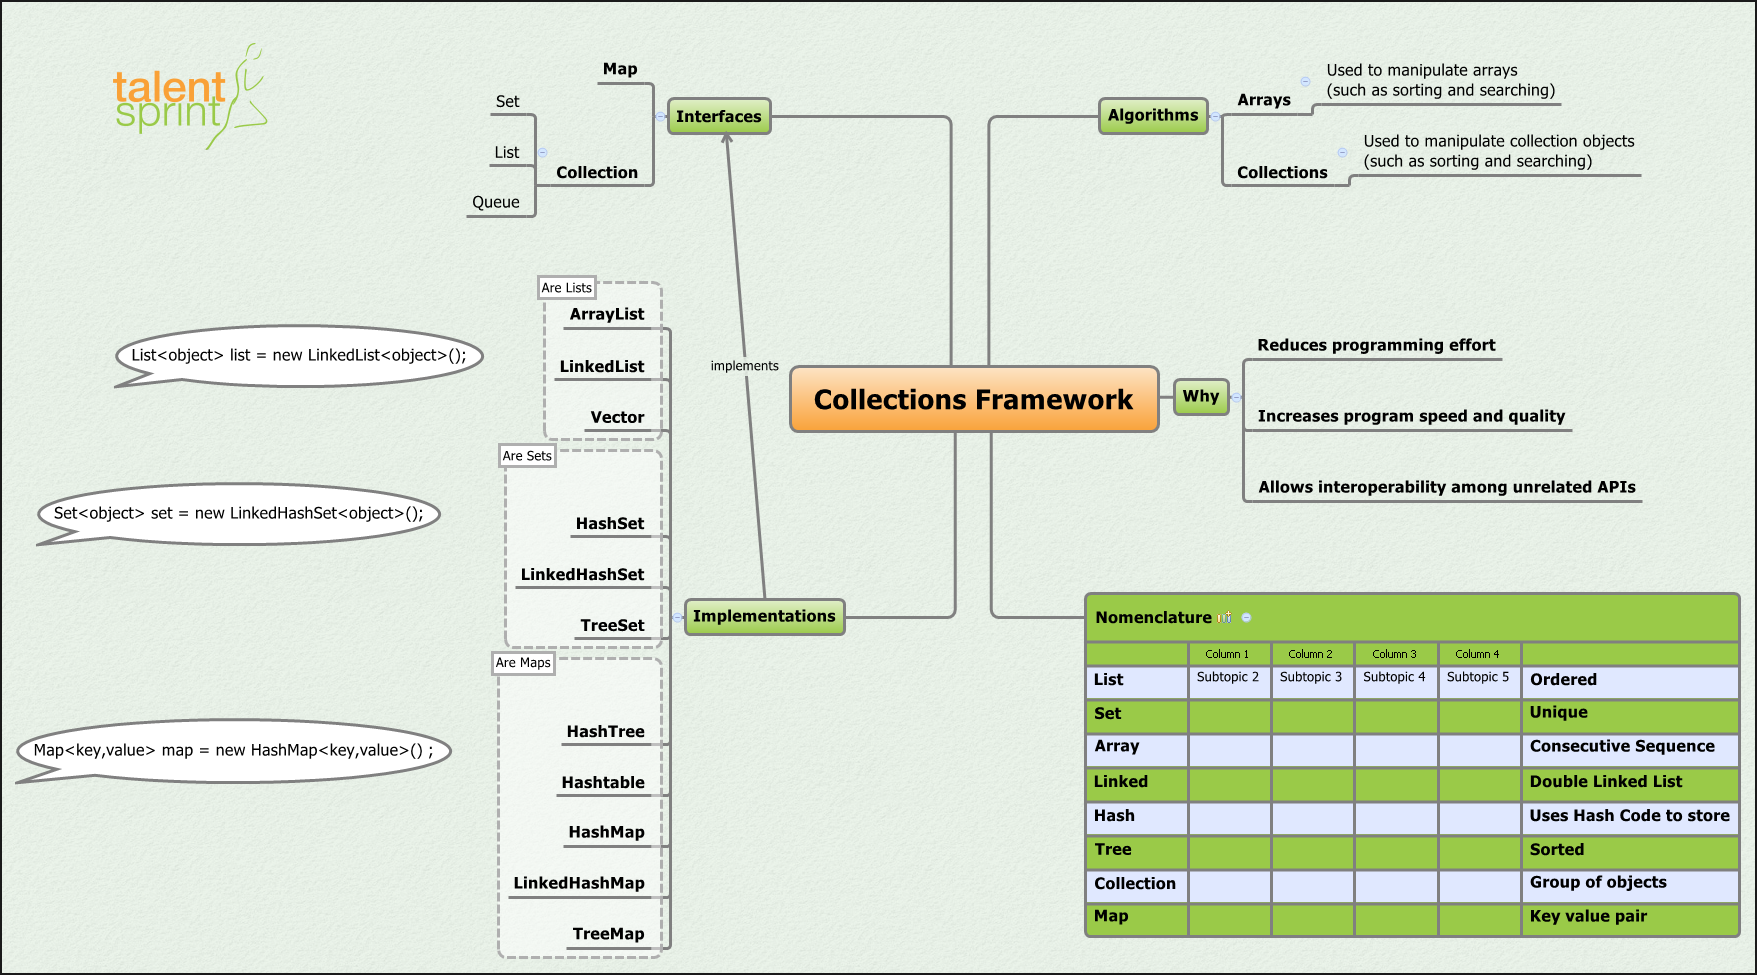 talent
sprint
Map
Set
List
Queue
Collection
Interfaces
Algorithms
Arrays
Used to manipulate arrays
(such as sorting and searching)
Collections
Used to manipulate collection objects
(such as sorting and searching)
implements
Collections Framework
Why
Reduces programming effort
Increases program speed and quality
Allows interoperability among unrelated APIs
Are Lists
ArrayList
LinkedList
Vector
List<object> list = new LinkedList<object>();
Are Sets
HashSet
LinkedHashSet
TreeSet
Set<object> set = new LinkedHashSet<object>();
Implementations
Are Maps
HashTree
Hashtable
HashMap
LinkedHashMap
TreeMap
Map<key,value> map = new HashMap<key,value>() ;
Nomenclature
Column 1 Column 2 Column 3 Column 4
List Subtopic 2 Subtopic 3 Subtopic 4 Subtopic 5 Ordered
Set Unique
Array Consecutive Sequence
Linked Double Linked List
Hash Uses Hash Code to store
Tree Sorted
Collection Group of objects
Map Key value pair